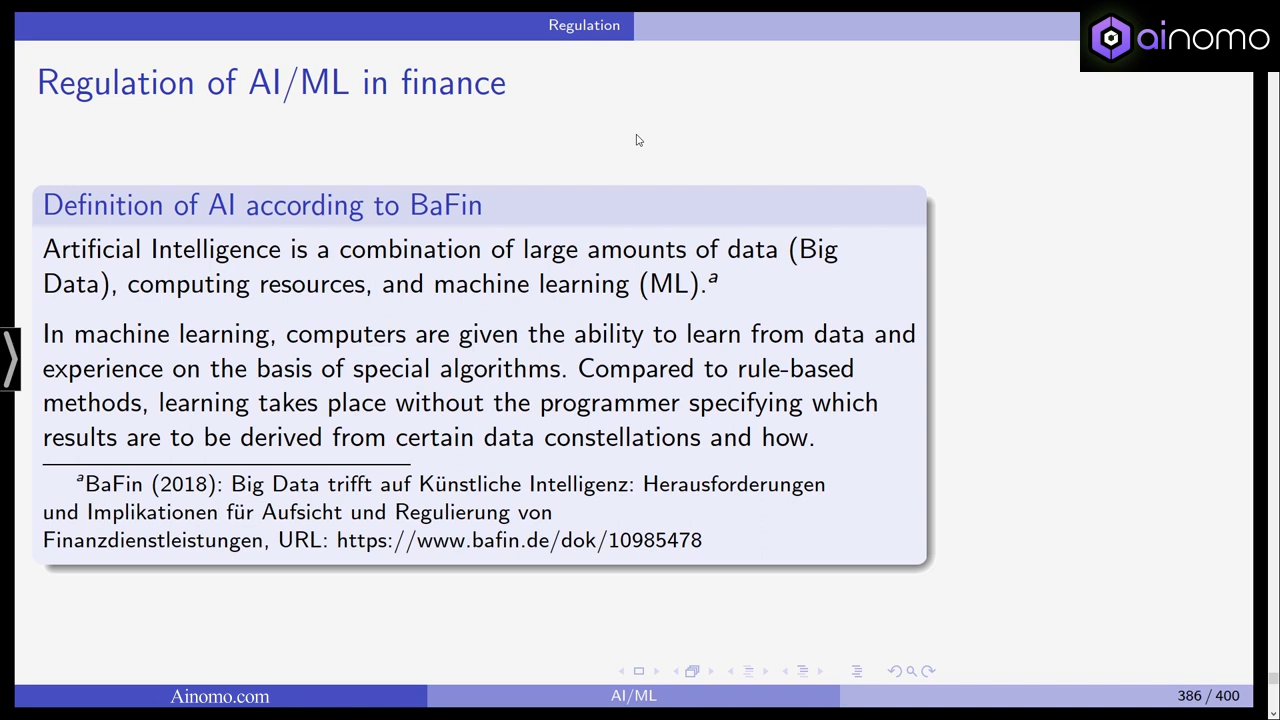 Regulation
ainomo
Regulation of AI/ML in finance
Definition of AI according to BaFin
Artificial Intelligence is a combination of large amounts of data (Big
Data), computing resources, and machine learning (ML).a
In machine learning, computers are given the ability to learn from data and
experience on the basis of special algorithms. Compared to rule-based
methods, learning takes place without the programmer specifying which
results are to be derived from certain data constellations and how.
aBaFin (2018): Big Data trifft auf Künstliche Intelligenz: Herausforderungen
und Implikationen für Aufsicht und Regulierung von
Finanzdienstleistungen, URL: https://www.bafin.de/dok/10985478
Ainomo.com
AI/ML
386 / 400